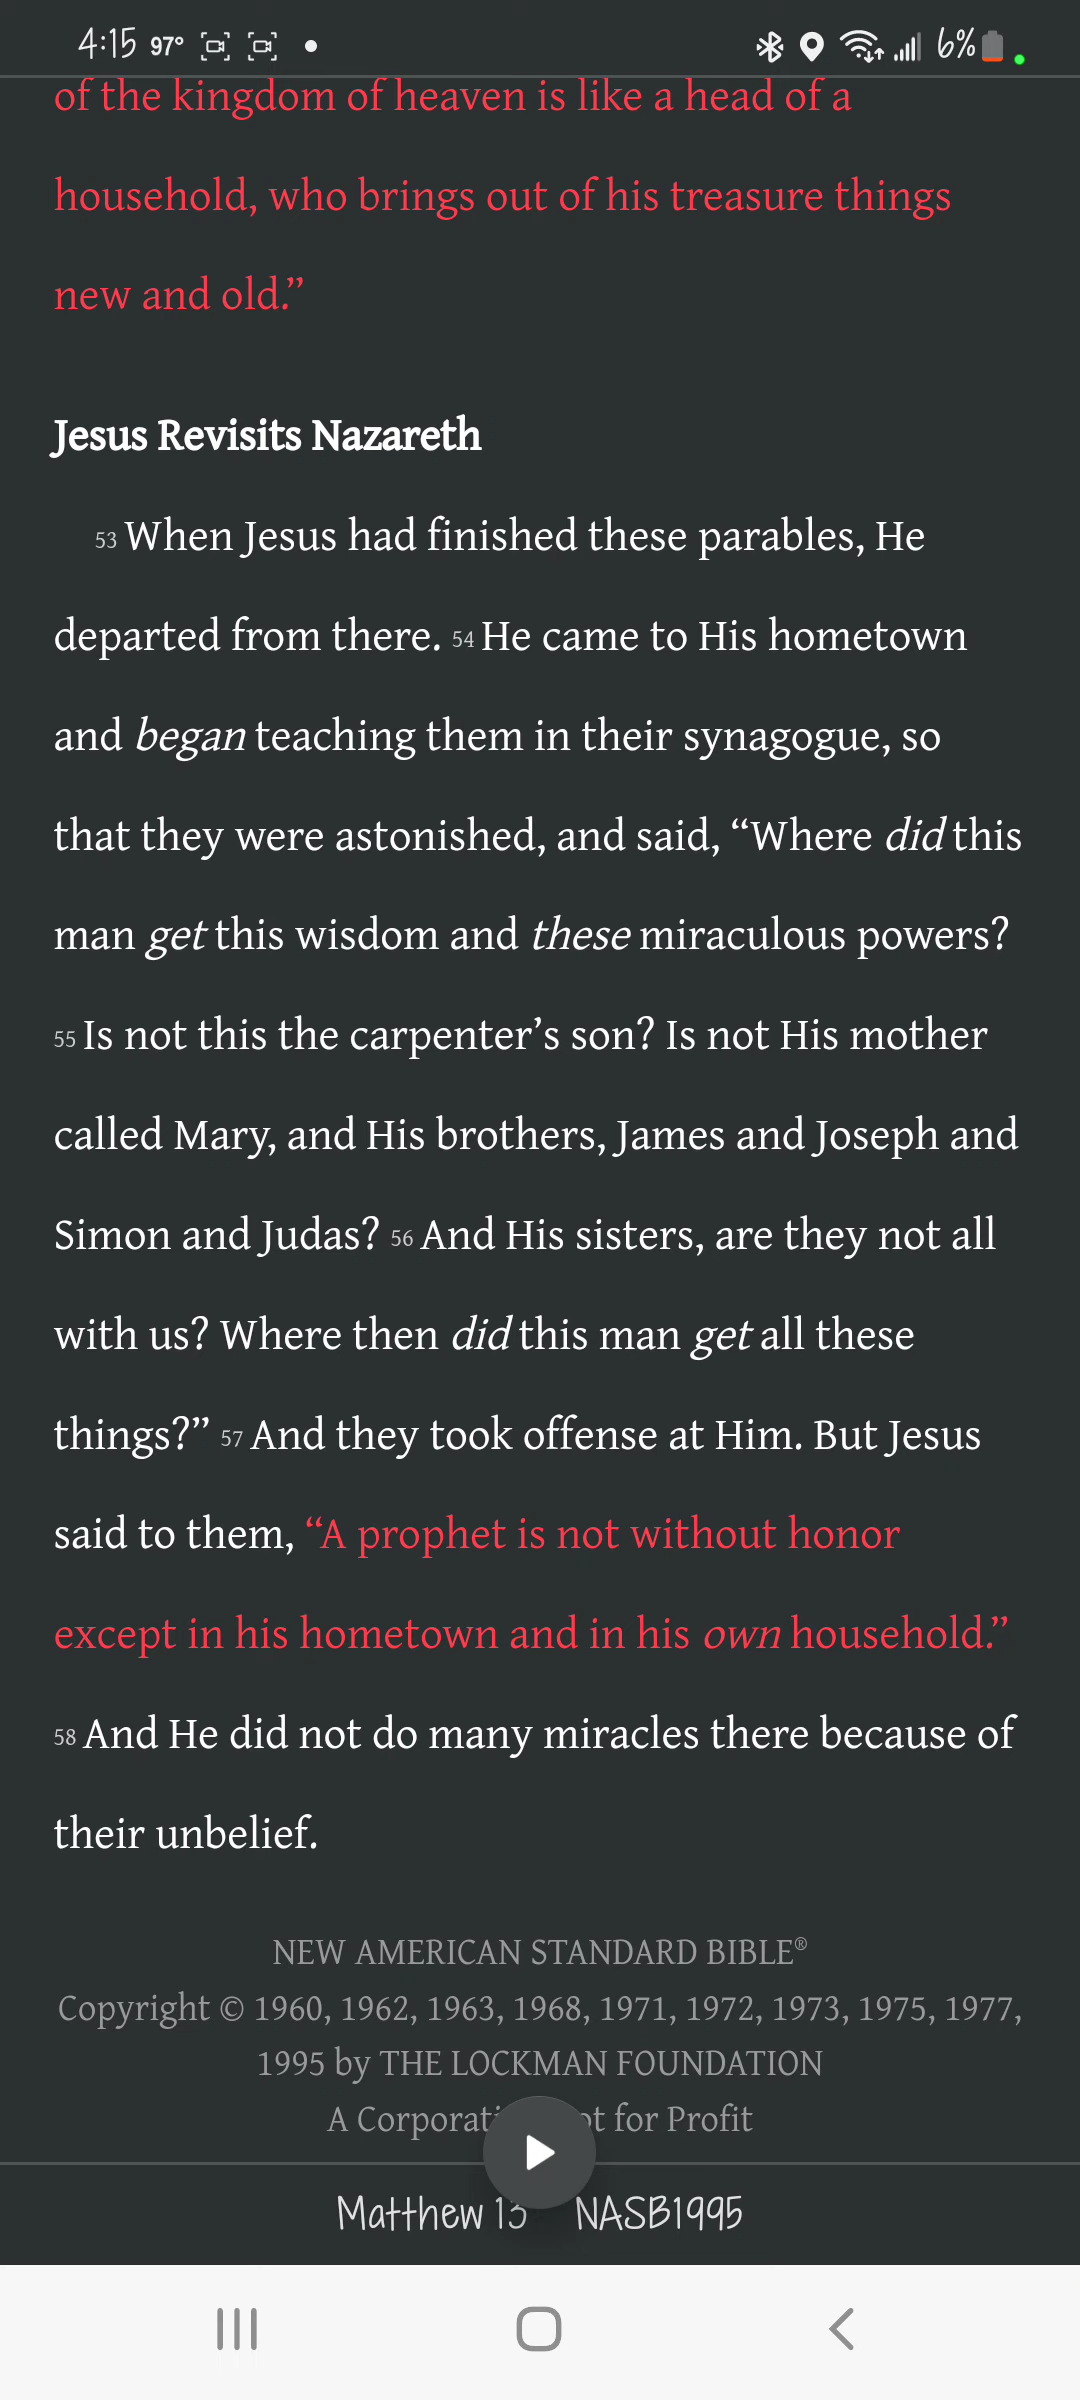 4:15 97° 6%
of the kingdom of heaven is like a head of a
household, who brings out of his treasure things
new and old.”
Jesus Revisits Nazareth
53 When Jesus had finished these parables, He
departed from there. 54 He came to His hometown
and began teaching them in their synagogue, so
that they were astonished, and said, “Where did this
man get this wisdom and these miraculous powers?
55 Is not this the carpenter’s son? Is not His mother
called Mary, and His brothers, James and Joseph and
Simon and Judas? 56 And His sisters, are they not all
with us? Where then did this man get all these
things?” 57 And they took offense at Him. But Jesus
said to them, “A prophet is not without honor
except in his hometown and in his own household.”
58 And He did not do many miracles there because of
their unbelief.
NEW AMERICAN STANDARD BIBLE®
Copyright © 1960, 1962, 1963, 1968, 1971, 1972, 1973, 1975, 1977,
1995 by THE LOCKMAN FOUNDATION
A for Profit
Matthew 13 NASB1995